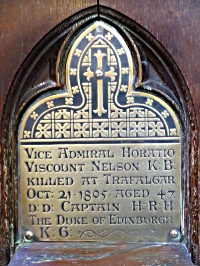 VICE ADMIRAL HORATIO
VISCOUNT NELSON K.B.
KILLED AT TRAFALGAR
OCT: 21, 1805, AGED 47
D.D: CAPTAIN H·R·H
THE DUKE OF EDINBURGH
K.G.